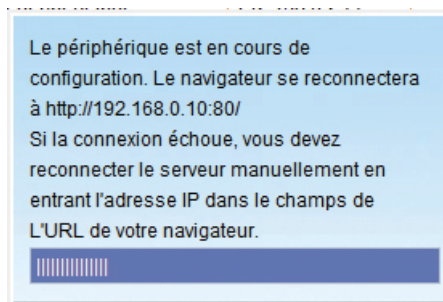 Le périphérique est en cours de
configuration. Le navigateur se reconnectera
à http://192.168.0.10:80/
Si la connexion échoue, vous devez
reconnecter le serveur manuellement en
entrant l'adresse IP dans le champs de
L'URL de votre navigateur.